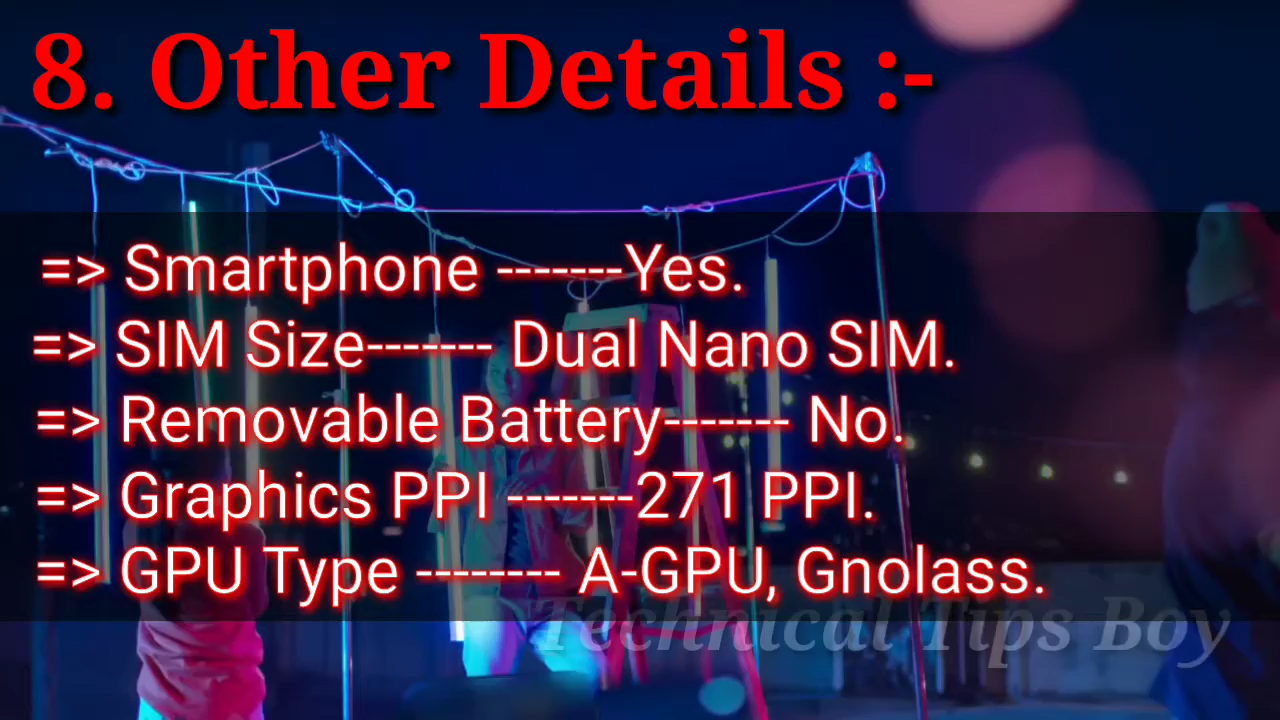 8. Other Details :-
=> Smartphone -------Yes.
=> SIM Size------- Dual Nano SIM.
=> Removable Battery------- No.
=> Graphics PPI -------271 PPI.
=> GPU Type -------- A-GPU, Gnolass.
Technical Tips Boy